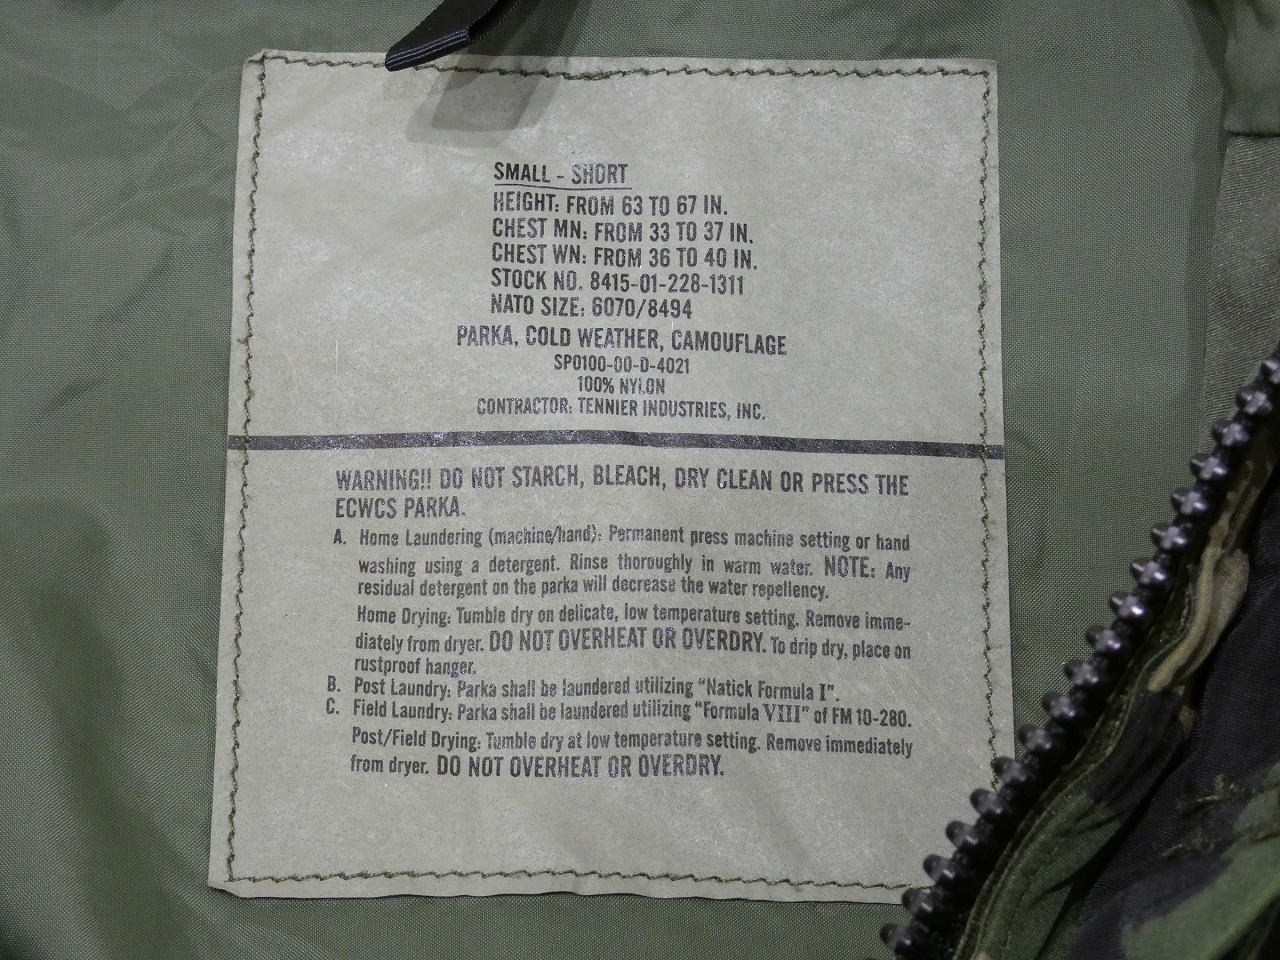 SMALL - SHORT
HEIGHT: FROM 63 TO 67 IN.
CHEST MN: FROM 33 TO 37 IN.
CHEST WN: FROM 36 TO 40 IN.
STOCK NO. 8415-01-228-1311
NATO SIZE: 6070/8494
PARKA, COLD WEATHER, CAMOUFLAGE
SPO100-00-D-4021
100% NYLON
CONTRACTOR: TENNIER INDUSTRIES, INC.
WARNING!! DO NOT STARCH, BLEACH, DRY CLEAN OR PRESS THE
ECWCS PARKA.
A. Home Laundering (machine/hand): Permanent press machine setting or hand
washing using a detergent. Rinse thoroughly in warm water. NOTE: Any
residual detergent on the parka will decrease the water repellency.
Home Drying: Tumble dry on delicate, low temperature setting. Remove imme-
diately from dryer. DO NOT OVERHEAT OR OVERDRY. To drip dry, place on
rustproof hanger.
B. Post Laundry: Parka shall be laundered utilizing "Natick Formula I".
C. Field Laundry: Parka shall be laundered utilizing "Formula VIII" of FM 10-280.
Post/Field Drying: Tumble dry at low temperature setting. Remove immediately
from dryer. DO NOT OVERHEAT OR OVERDRY.